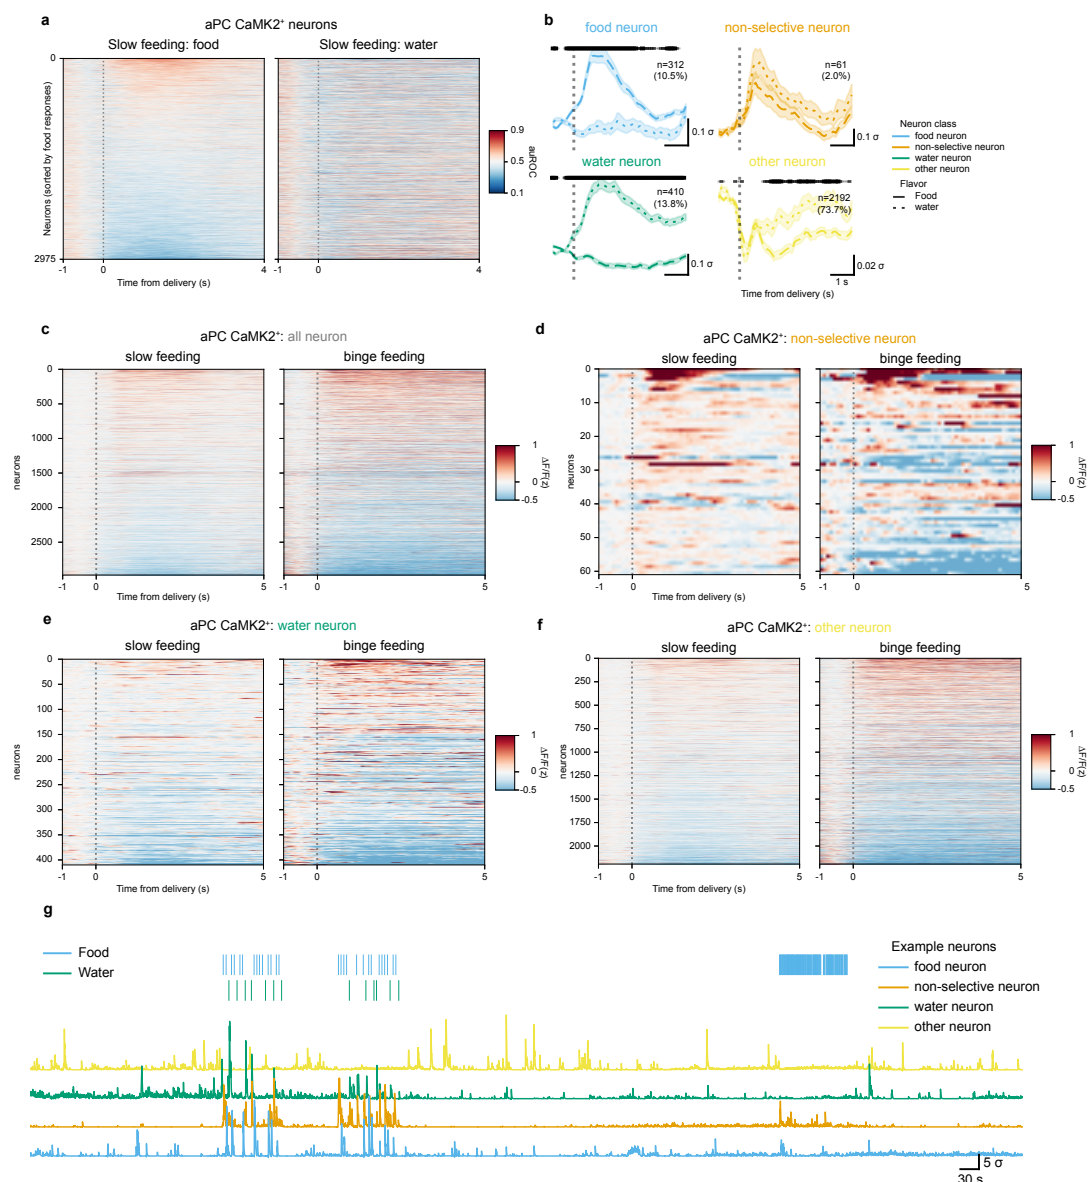 a
aPC CaMK2⁺ neurons
Slow feeding: food
Slow feeding: water
Neurons (sorted by food responses)
0
2975
-1
0
4
-1
0
4
Time from delivery (s)
0.9
0.5
0.1
auROC
b
food neuron
n=312
(10.5%)
0.1 σ
non-selective neuron
n=61
(2.0%)
0.1 σ
water neuron
n=410
(13.8%)
0.1 σ
other neuron
n=2192
(73.7%)
0.02 σ
1 s
Time from delivery (s)
Neuron class
food neuron
non-selective neuron
water neuron
other neuron
Flavor
Food
water
c
aPC CaMK2⁺: all neuron
slow feeding
binge feeding
neurons
0
500
1000
1500
2000
2500
-1
0
5
-1
0
5
Time from delivery (s)
1
0
-0.5
ΔF/F(z)
d
aPC CaMK2⁺: non-selective neuron
slow feeding
binge feeding
neurons
0
10
20
30
40
50
60
-1
0
5
-1
0
5
Time from delivery (s)
1
0
-0.5
ΔF/F(z)
e
aPC CaMK2⁺: water neuron
slow feeding
binge feeding
neurons
0
50
100
150
200
250
300
350
400
-1
0
5
-1
0
5
Time from delivery (s)
1
0
-0.5
ΔF/F(z)
f
aPC CaMK2⁺: other neuron
slow feeding
binge feeding
neurons
0
250
500
750
1000
1250
1500
1750
2000
-1
0
5
-1
0
5
Time from delivery (s)
1
0
-0.5
ΔF/F(z)
g
Food
Water
Example neurons
food neuron
non-selective neuron
water neuron
other neuron
5 σ
30 s